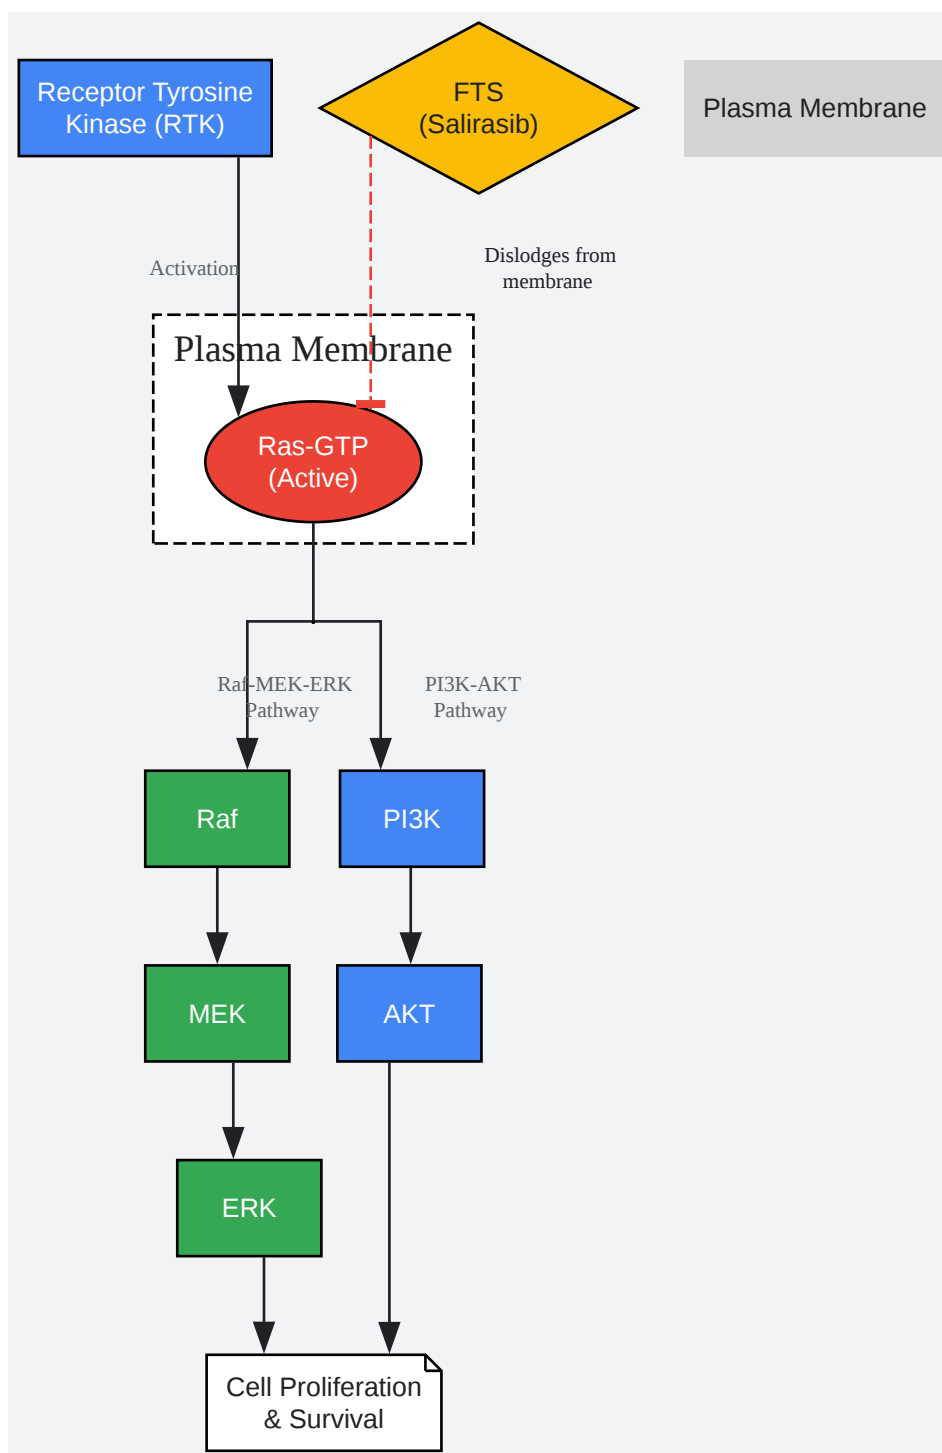 Receptor Tyrosine
Kinase (RTK)
FTS
(Salirasib)
Plasma Membrane
Activation
Dislodges from
membrane
Plasma Membrane
Ras-GTP
(Active)
Raf-MEK-ERK
Pathway
PI3K-AKT
Pathway
Raf
PI3K
MEK
AKT
ERK
Cell Proliferation
& Survival